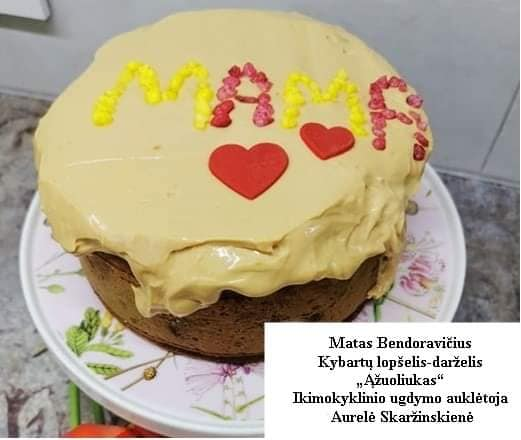 MAMA
Matas Bendoravičius
Kybartų lopšelis-darželis
„Ąžuoliukas“
Ikimokyklinio ugdymo auklėtoja
Aurelė Skaržinskienė